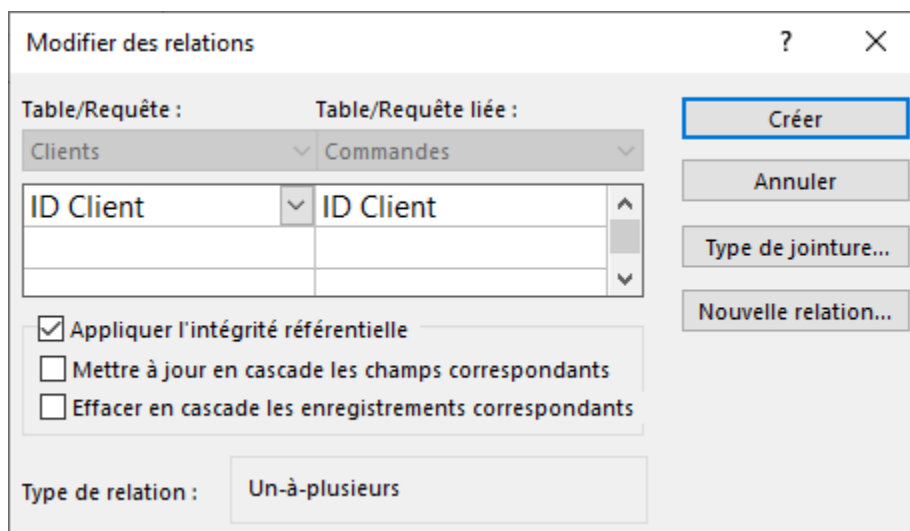 Modifier des relations
?
Table/Requête :
Table/Requête liée :
Clients
Commandes
ID Client
ID Client
Appliquer l'intégrité référentielle
Mettre à jour en cascade les champs correspondants
Effacer en cascade les enregistrements correspondants
Type de relation :
Un-à-plusieurs
Créer
Annuler
Type de jointure...
Nouvelle relation...